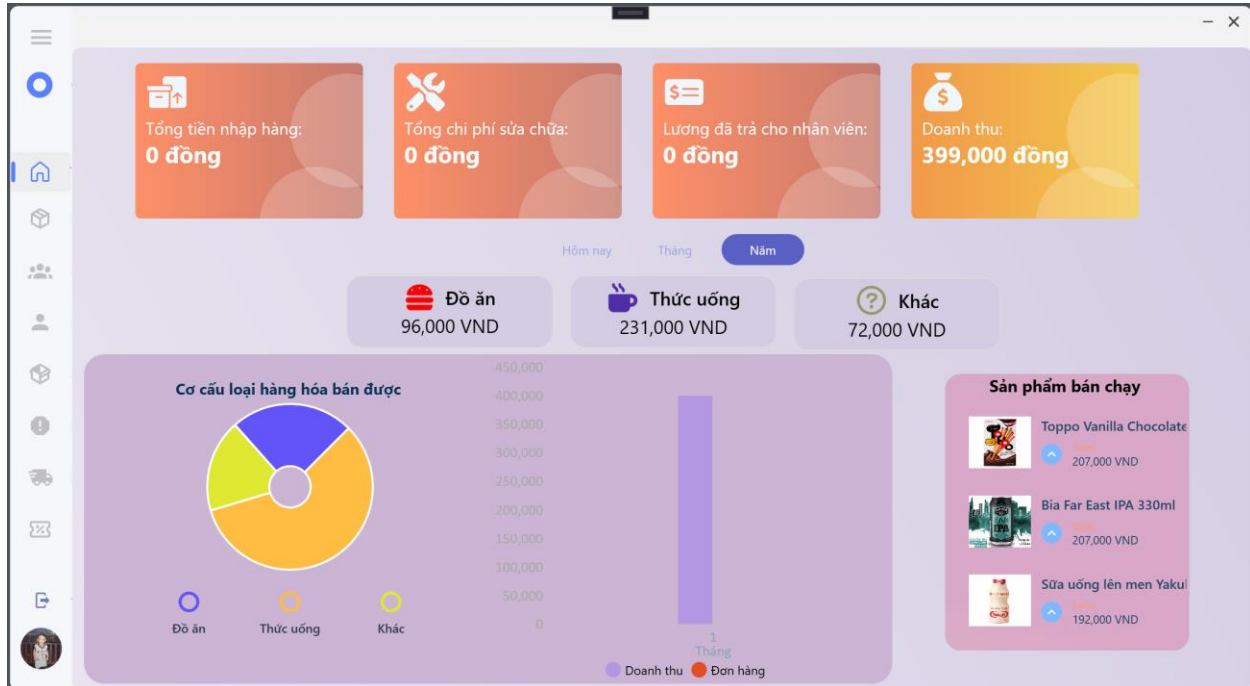 Tổng tiền nhập hàng:
0 đồng
Tổng chi phí sửa chữa:
0 đồng
Lương đã trả cho nhân viên:
0 đồng
Doanh thu:
399,000 đồng
Hôm nay
Tháng
Năm
Đồ ăn
96,000 VND
Thức uống
231,000 VND
Khác
72,000 VND
Cơ cấu loại hàng hóa bán được
Đồ ăn
Thức uống
Khác
450,000
400,000
350,000
300,000
250,000
200,000
150,000
100,000
50,000
0
1
Tháng
Doanh thu
Đơn hàng
Sản phẩm bán chạy
Toppo Vanilla Chocolate
207,000 VND
Bia Far East IPA 330ml
207,000 VND
Sữa uống lên men Yakul
192,000 VND